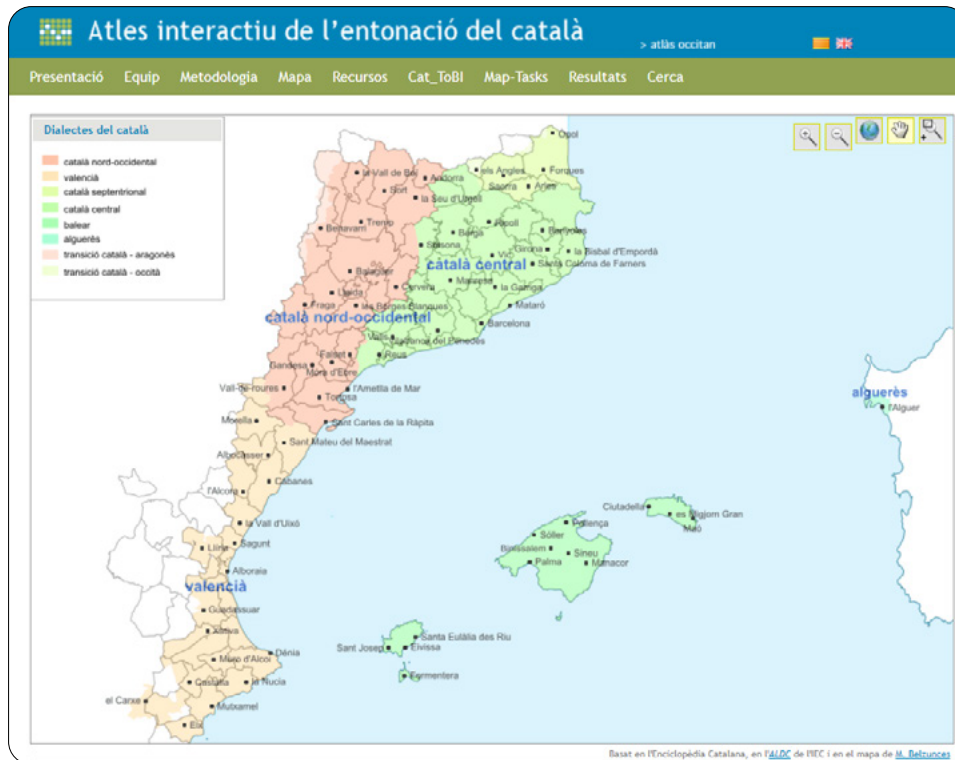 Atles interactiu de l'entonació del català
> atlàs occitan
Presentació Equip Metodologia Mapa Recursos Cat_ToBI Map-Tasks Resultats Cerca
Dialectes del català
català nord-occidental
valencià
català septentrional
català central
balear
alguerès
transició català - aragonès
transició català - occità
Opol
la Vall de Boí
Andorra
els Angles
Forques
Sort
Saorra
Arles
la Seu d'Urgell
Tremp
Benavarri
Berga
Ripoll
Banyoles
Solsona
Girona
la Bisbal d'Empordà
Vic
Santa Coloma de Farners
català central
Balaguer
Manresa
Cervera
la Garriga
Lleida
Fraga
les Borges Blanques
Mataró
català nord-occidental
Barcelona
Valls
Vilafranca del Penedès
Falset
Reus
Gandesa
Móra d'Ebre
Vall-de-roures
l'Ametlla de Mar
Tortosa
alguerès
l'Alguer
Morella
Sant Carles de la Ràpita
Sant Mateu del Maestrat
Albocàsser
Cabanes
l'Alcora
Ciutadella
es Migjorn Gran
Maó
la Vall d'Uixó
Pollença
Sóller
Llíria
Sagunt
Binissalem
Sineu
Palma
Manacor
Alboraia
valencià
Guadassuar
Xàtiva
Santa Eulàlia des Riu
Sant Josep
Eivissa
Dénia
Muro d'Alcoi
Formentera
Castalla
la Nucia
el Carxe
Mutxamel
Elx
Basat en l'Enciclopèdia Catalana, en l'ALDC de l'IEC i en el mapa de M. Belzunces